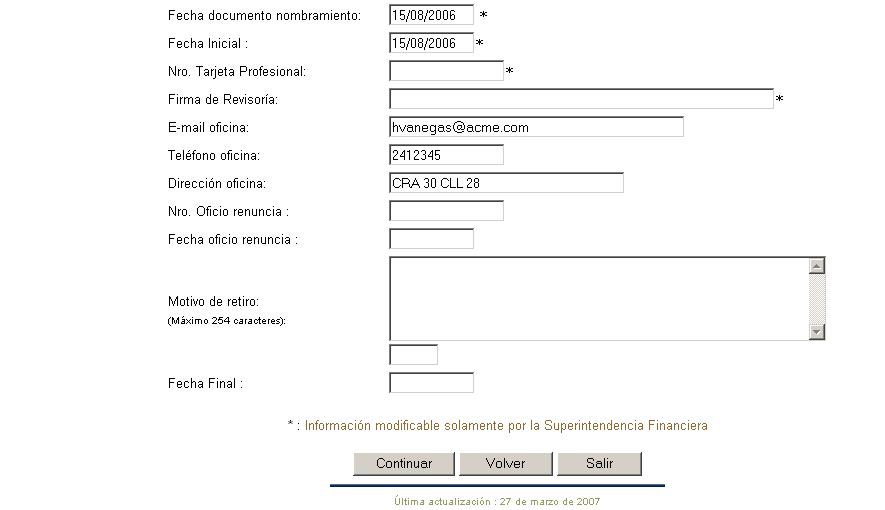 Fecha documento nombramiento: 15/08/2006 *
Fecha Inicial : 15/08/2006 *
Nro. Tarjeta Profesional: *
Firma de Revisoría: *
E-mail oficina: hvanegas@acme.com
Teléfono oficina: 2412345
Dirección oficina: CRA 30 CLL 28
Nro. Oficio renuncia :
Fecha oficio renuncia :
Motivo de retiro:
(Máximo 254 caracteres):
Fecha Final :
* : Información modificable solamente por la Superintendencia Financiera
Continuar Volver Salir
Última actualización : 27 de marzo de 2007